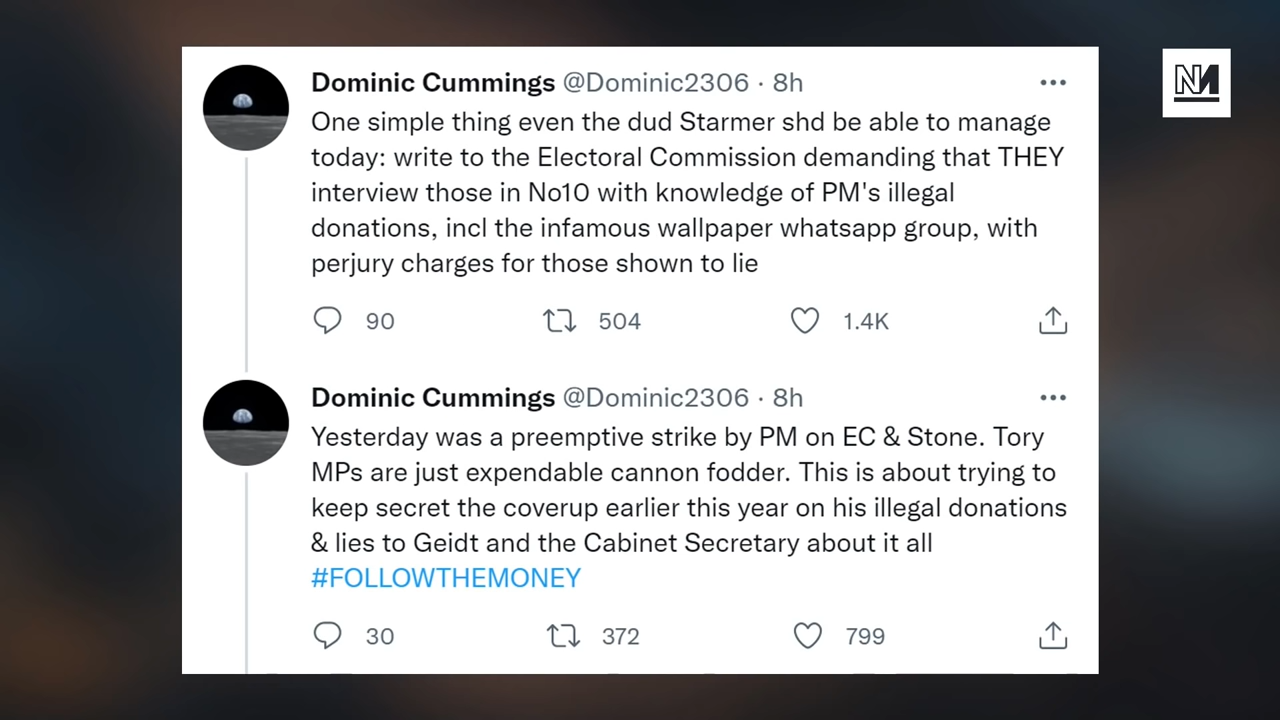 Dominic Cummings @Dominic2306 · 8h
One simple thing even the dud Starmer shd be able to manage
today: write to the Electoral Commission demanding that THEY
interview those in No10 with knowledge of PM's illegal
donations, incl the infamous wallpaper whatsapp group, with
perjury charges for those shown to lie
90 504 1.4K
Dominic Cummings @Dominic2306 · 8h
Yesterday was a preemptive strike by PM on EC & Stone. Tory
MPs are just expendable cannon fodder. This is about trying to
keep secret the coverup earlier this year on his illegal donations
& lies to Geidt and the Cabinet Secretary about it all
#FOLLOWTHEMONEY
30 372 799
NM